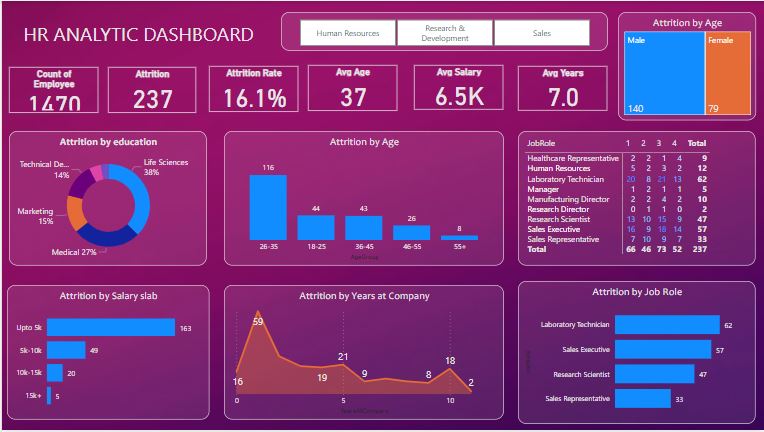 HR ANALYTIC DASHBOARD
Human Resources
Research &
Development
Sales
Attrition by Age
Male
Female
140
79
Count of
Employee
1470
Attrition
237
Attrition Rate
16.1%
Avg Age
37
Avg Salary
6.5K
Avg Years
7.0
Attrition by education
Technical De...
14%
Life Sciences
38%
Marketing
15%
Medical 27%
Attrition by Age
116
44
43
26
8
26-35 18-25 36-45 46-55 55+
AgeGroup
JobRole 1 2 3 4 Total
Healthcare Representative 2 2 1 4 9
Human Resources 5 2 3 2 12
Laboratory Technician 20 8 21 13 62
Manager 1 2 1 1 5
Manufacturing Director 2 2 4 2 10
Research Director 0 1 1 0 2
Research Scientist 13 10 15 9 47
Sales Executive 16 9 18 14 57
Sales Representative 7 10 9 7 33
Total 66 46 73 52 237
Attrition by Salary slab
Upto 5k 163
5k-10k 49
10k-15k 20
15k+ 5
Attrition by Years at Company
59
16
19
21
9
8
18
2
0 5 10
YearsAtCompany
Attrition by Job Role
Laboratory Technician 62
Sales Executive 57
Research Scientist 47
Sales Representative 33